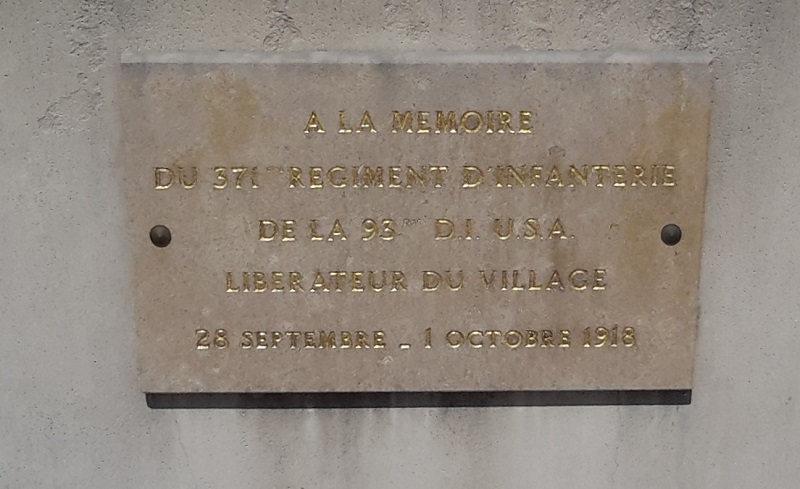 A LA MEMOIRE
DU 371ME REGIMENT D'INFANTERIE
DE LA 93ME D.I. U.S.A.
LIBERATEUR DU VILLAGE
28 SEPTEMBRE - 1 OCTOBRE 1918